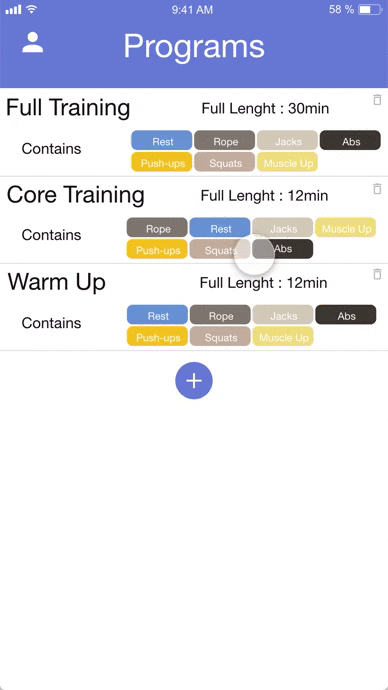 9:41 AM 58 %
Programs
Full Training Full Lenght : 30min
Contains Rest Rope Jacks Abs
Push-ups Squats Muscle Up
Core Training Full Lenght : 12min
Contains Rope Rest Jacks Muscle Up
Push-ups Squats Abs
Warm Up Full Lenght : 12min
Contains Rest Rope Jacks Abs
Push-ups Squats Muscle Up